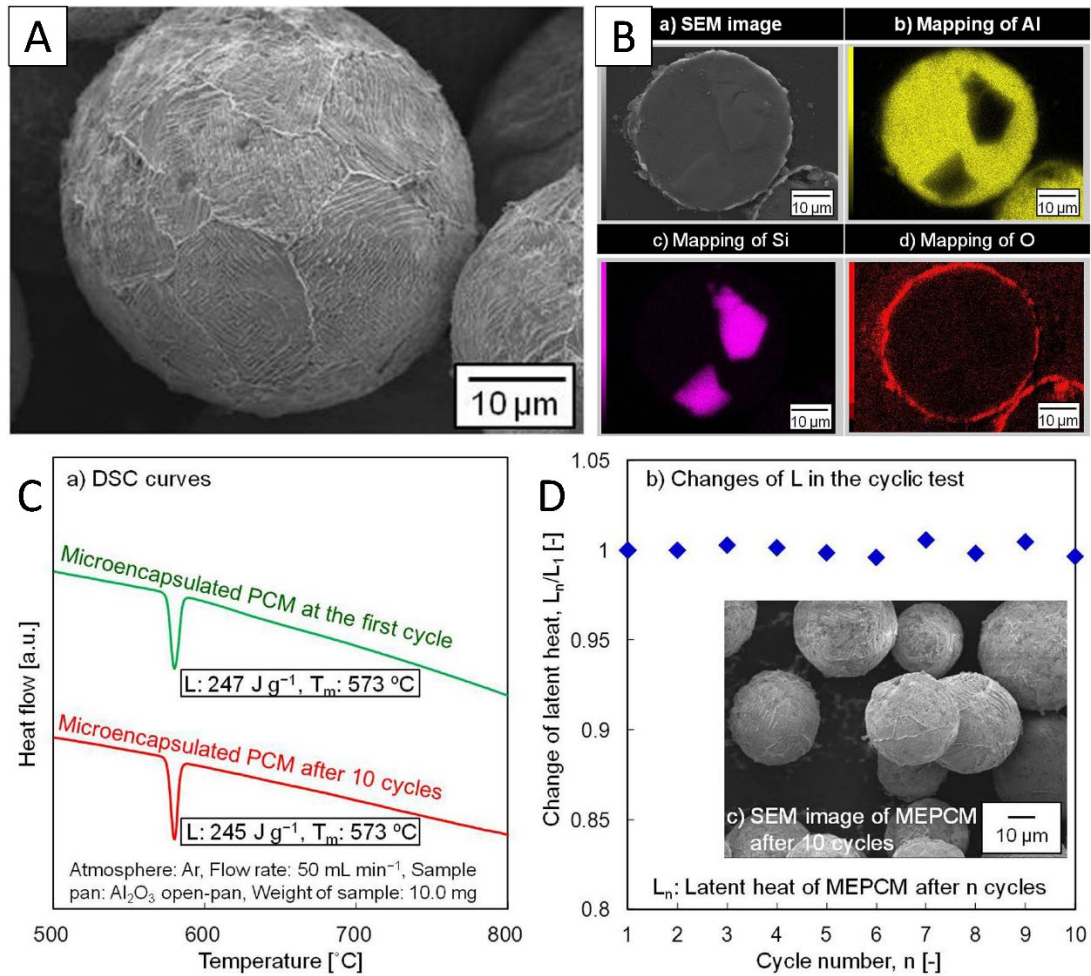 A
10 μm
B
a) SEM image
b) Mapping of Al
10 μm
10 μm
c) Mapping of Si
d) Mapping of O
10 μm
10 μm
C
a) DSC curves
Microencapsulated PCM at the first cycle
L: 247 J g⁻¹, Tₘ: 573 ºC
Microencapsulated PCM after 10 cycles
L: 245 J g⁻¹, Tₘ: 573 ºC
Atmosphere: Ar, Flow rate: 50 mL min⁻¹, Sample
pan: Al₂O₃ open-pan, Weight of sample: 10.0 mg
Heat flow [a.u.]
500 600 700 800
Temperature [˚C]
D
b) Changes of L in the cyclic test
Change of latent heat, Lₙ/L₁ [-]
1.05
1
0.95
0.9
0.85
0.8
c) SEM image of MEPCM
after 10 cycles
10 μm
Lₙ: Latent heat of MEPCM after n cycles
1 2 3 4 5 6 7 8 9 10
Cycle number, n [-]